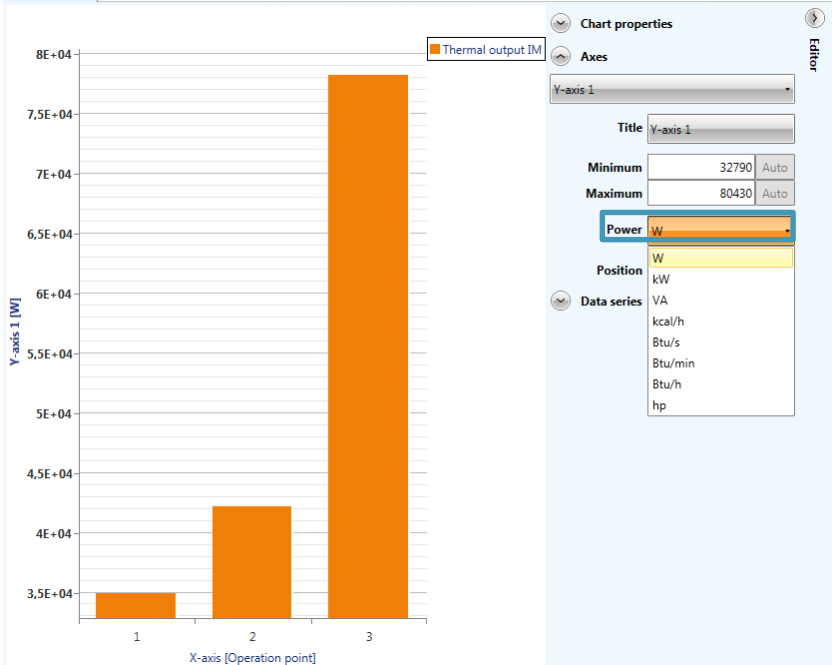 Thermal output IM
8E+04
7,5E+04
7E+04
6,5E+04
6E+04
5,5E+04
5E+04
4,5E+04
4E+04
3,5E+04
Y-axis 1 [W]
1 2 3
X-axis [Operation point]
Chart properties
Axes
Y-axis 1
Title Y-axis 1
Minimum 32790 Auto
Maximum 80430 Auto
Power W
W
kW
Position
Data series VA
kcal/h
Btu/s
Btu/min
Btu/h
hp
Editor